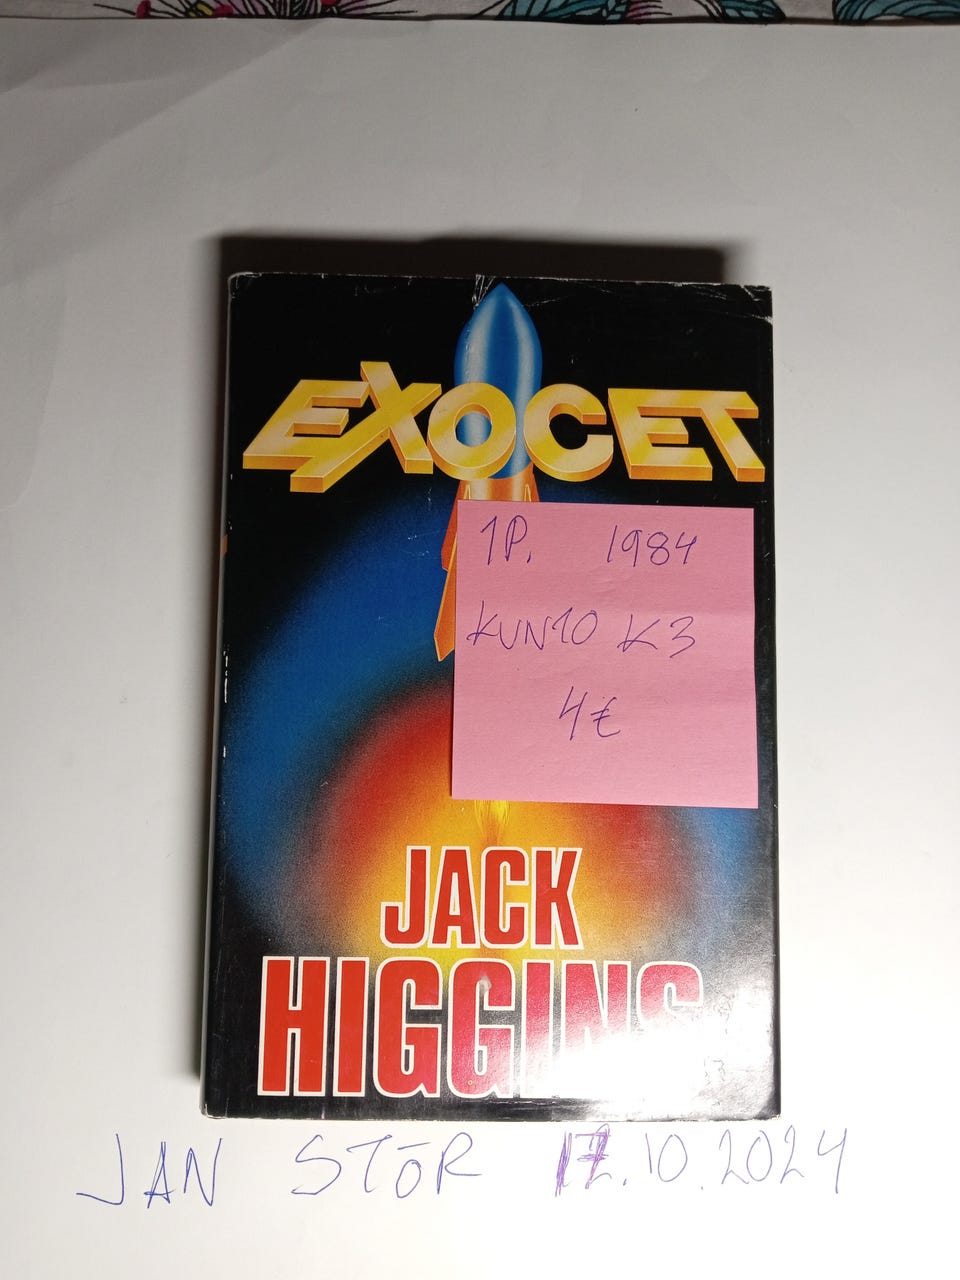 EXOCET
1P. 1984
KUNTO K3
4€
JACK
HIGGINS
JAN STÖR 12.10.2024